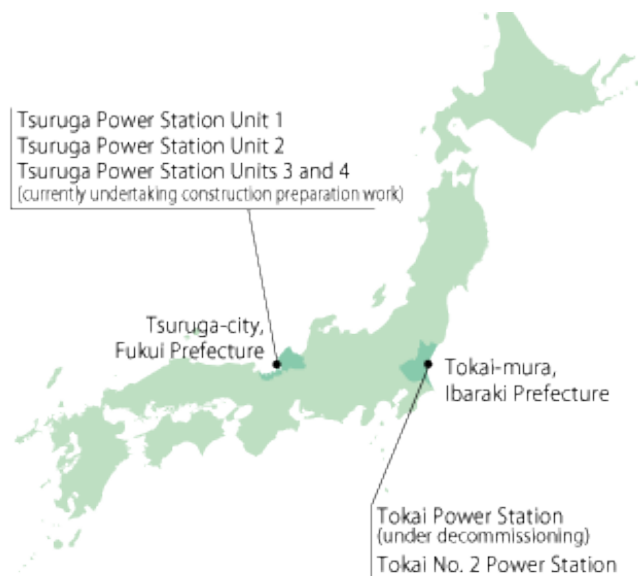 Tsuruga Power Station Unit 1
Tsuruga Power Station Unit 2
Tsuruga Power Station Units 3 and 4
(currently undertaking construction preparation work)
Tsuruga-city,
Fukui Prefecture
Tokai-mura,
Ibaraki Prefecture
Tokai Power Station
(under decommissioning)
Tokai No. 2 Power Station